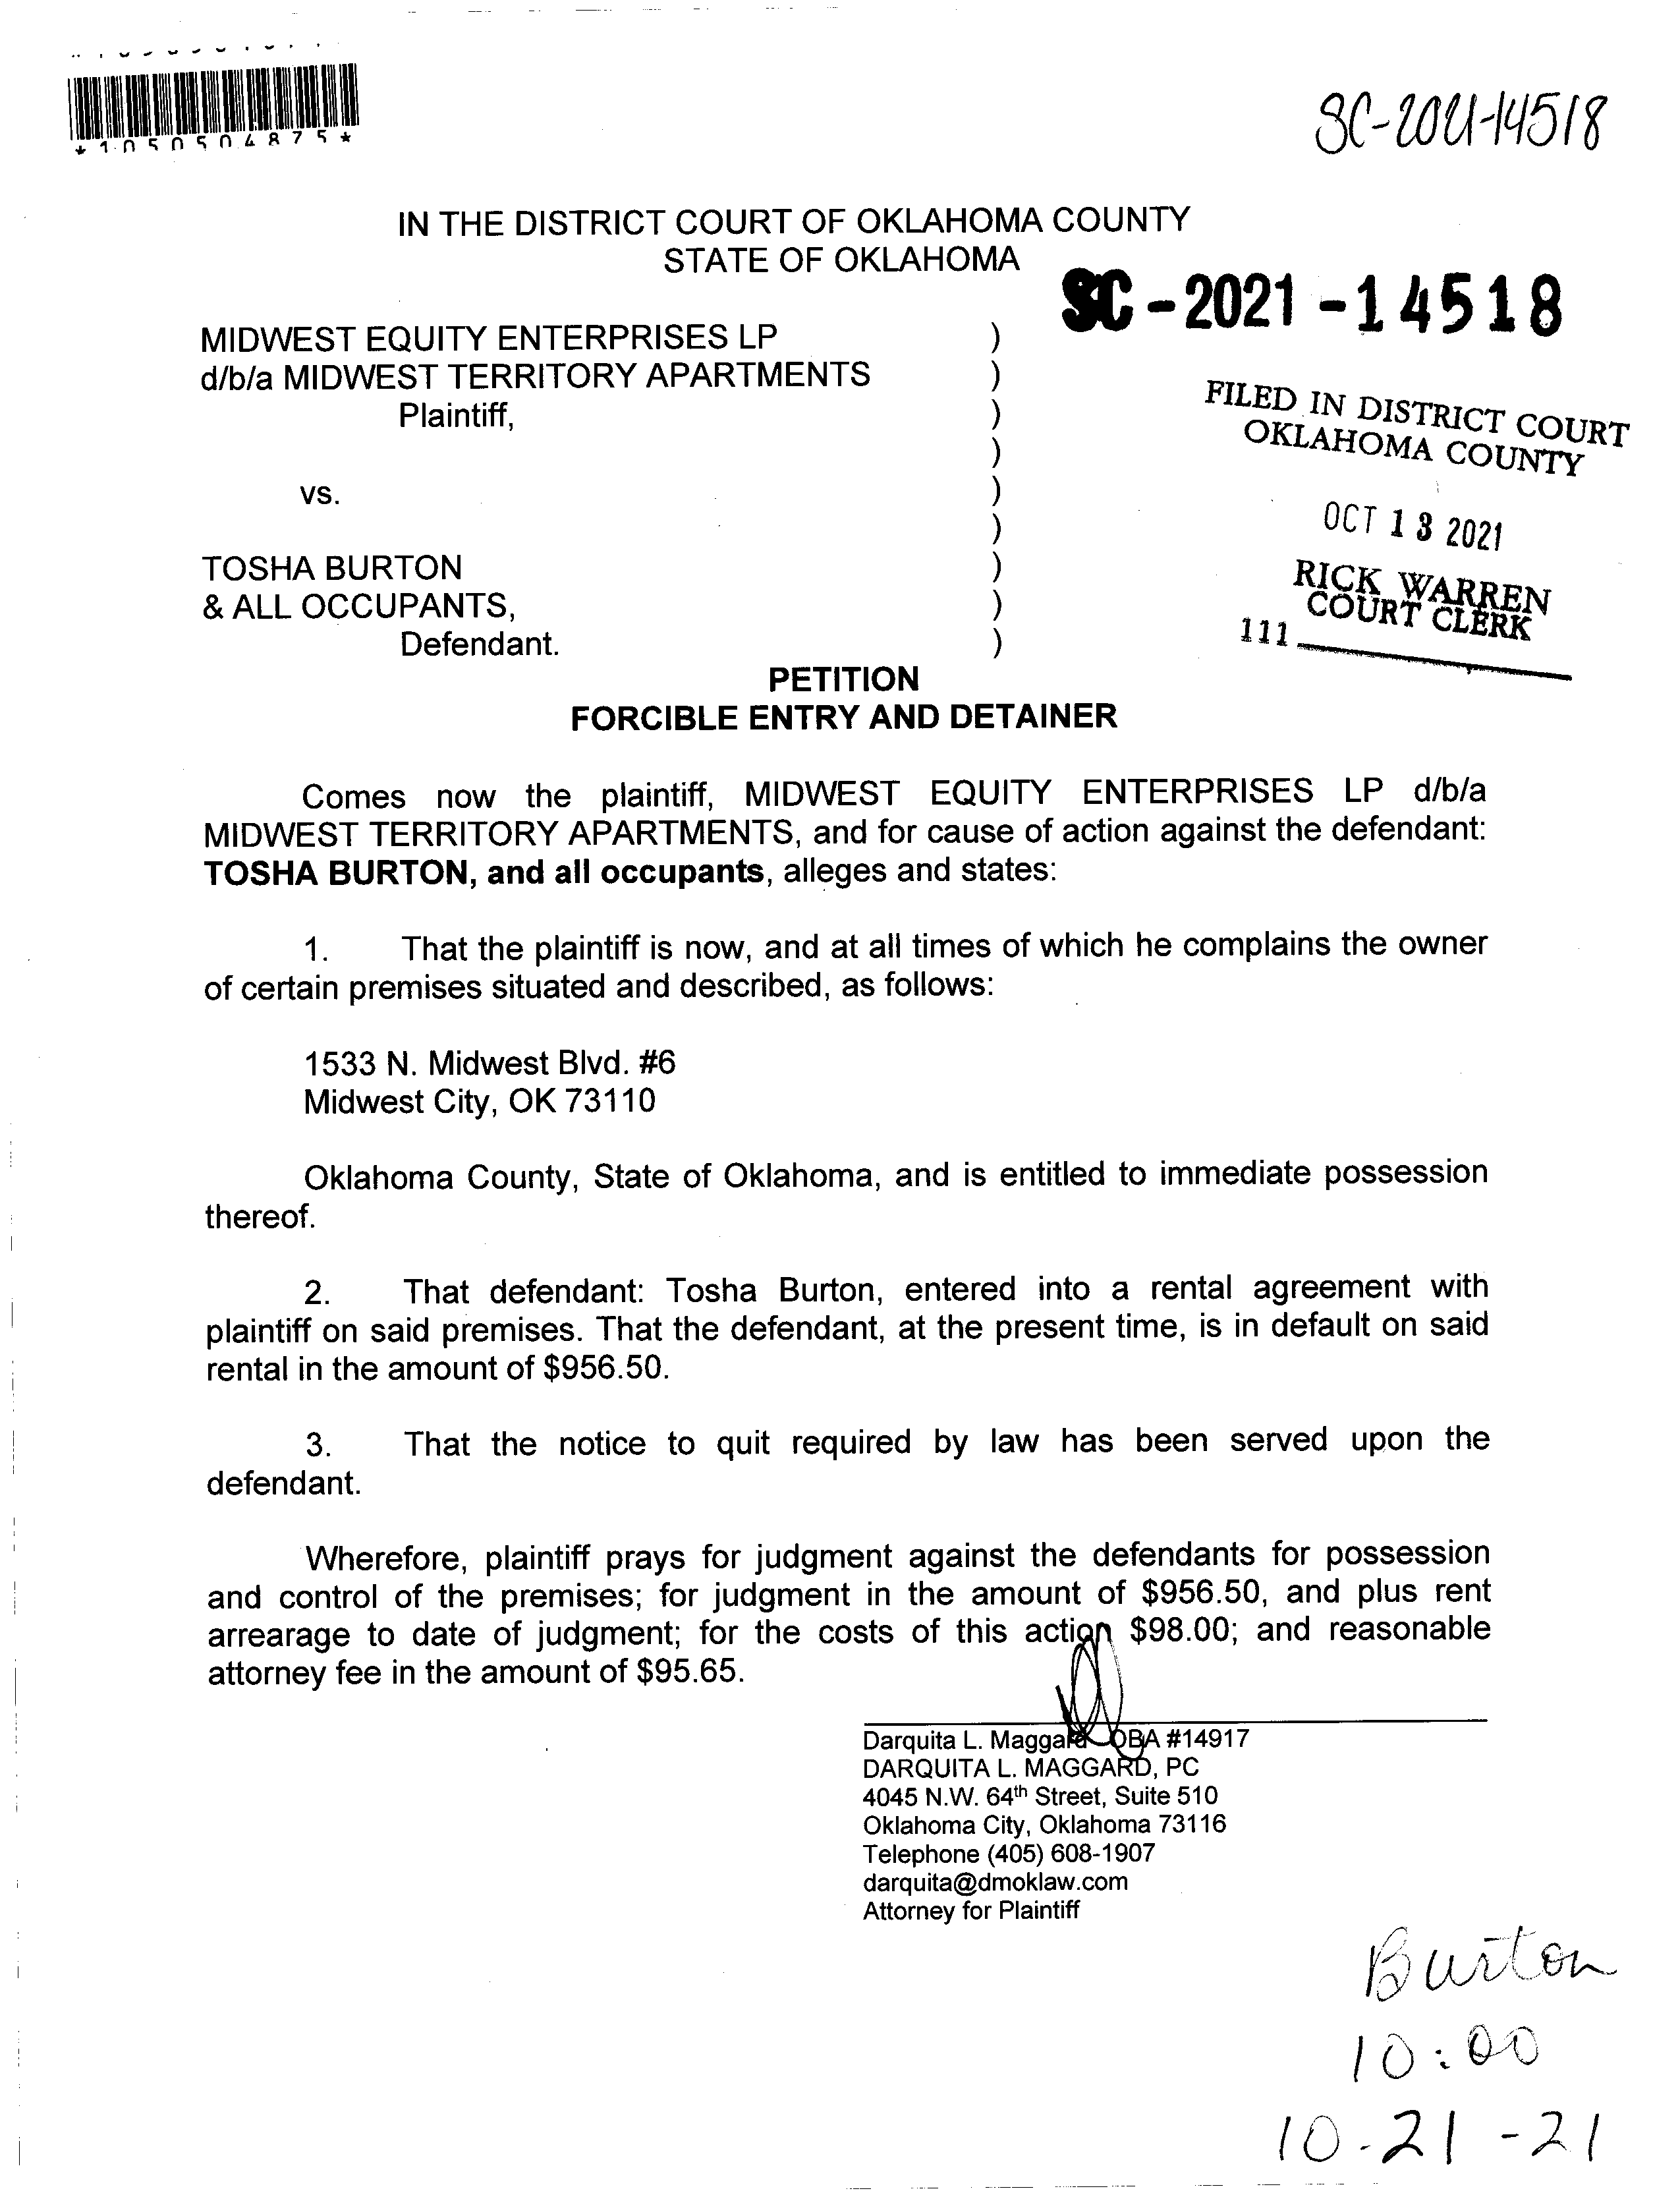 *1050504875*
SC-2021-14518
IN THE DISTRICT COURT OF OKLAHOMA COUNTY
STATE OF OKLAHOMA
SC-2021-14518
MIDWEST EQUITY ENTERPRISES LP )
d/b/a MIDWEST TERRITORY APARTMENTS )
Plaintiff, )
)
vs. )
)
TOSHA BURTON )
& ALL OCCUPANTS, )
Defendant. )
FILED IN DISTRICT COURT
OKLAHOMA COUNTY
OCT 13 2021
RICK WARREN
COURT CLERK
111
PETITION
FORCIBLE ENTRY AND DETAINER
Comes now the plaintiff, MIDWEST EQUITY ENTERPRISES LP d/b/a
MIDWEST TERRITORY APARTMENTS, and for cause of action against the defendant:
TOSHA BURTON, and all occupants, alleges and states:
1. That the plaintiff is now, and at all times of which he complains the owner
of certain premises situated and described, as follows:
1533 N. Midwest Blvd. #6
Midwest City, OK 73110
Oklahoma County, State of Oklahoma, and is entitled to immediate possession
thereof.
2. That defendant: Tosha Burton, entered into a rental agreement with
plaintiff on said premises. That the defendant, at the present time, is in default on said
rental in the amount of $956.50.
3. That the notice to quit required by law has been served upon the
defendant.
Wherefore, plaintiff prays for judgment against the defendants for possession
and control of the premises; for judgment in the amount of $956.50, and plus rent
arrearage to date of judgment; for the costs of this action $98.00; and reasonable
attorney fee in the amount of $95.65.
Darquita L. Maggard OBA #14917
DARQUITA L. MAGGARD, PC
4045 N.W. 64th Street, Suite 510
Oklahoma City, Oklahoma 73116
Telephone (405) 608-1907
darquita@dmoklaw.com
Attorney for Plaintiff
Burton
10:00
10-21-21